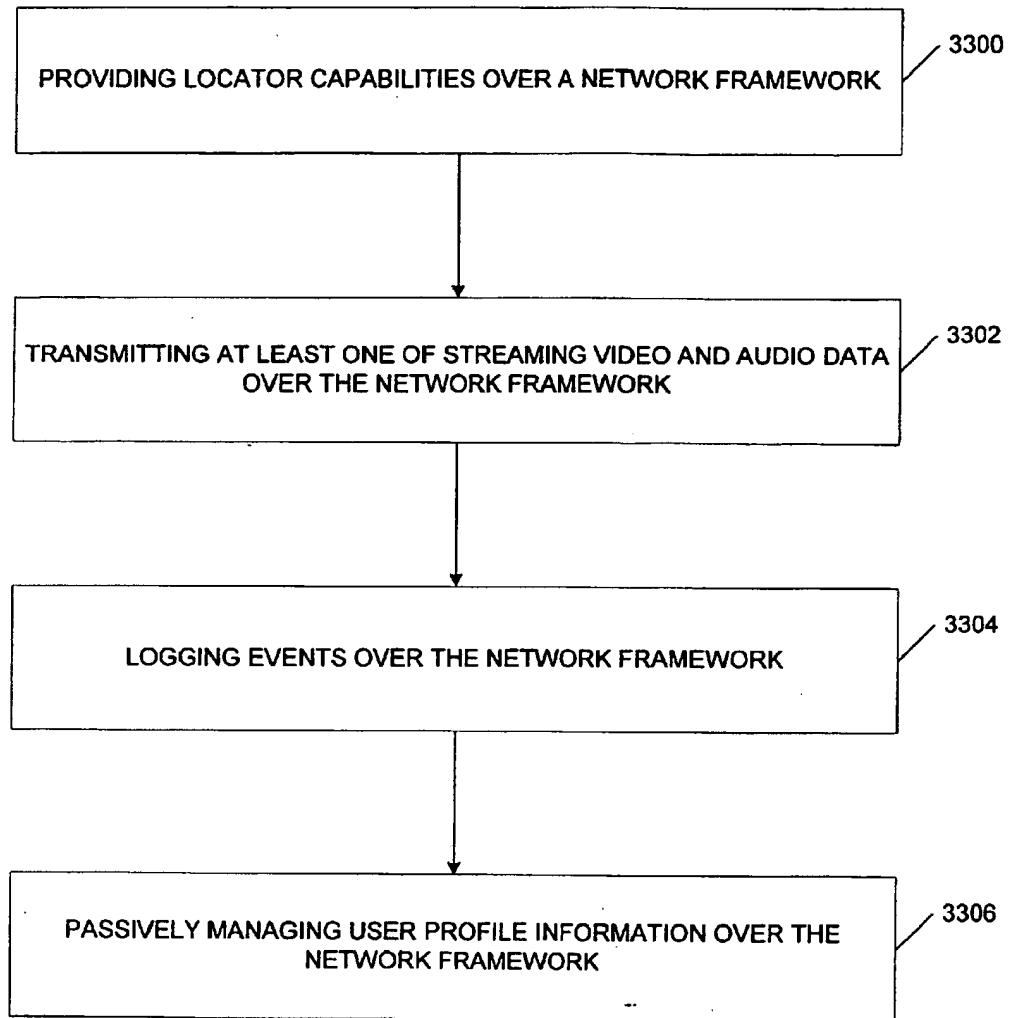 3300
PROVIDING LOCATOR CAPABILITIES OVER A NETWORK FRAMEWORK
3302
TRANSMITTING AT LEAST ONE OF STREAMING VIDEO AND AUDIO DATA
OVER THE NETWORK FRAMEWORK
3304
LOGGING EVENTS OVER THE NETWORK FRAMEWORK
3306
PASSIVELY MANAGING USER PROFILE INFORMATION OVER THE
NETWORK FRAMEWORK